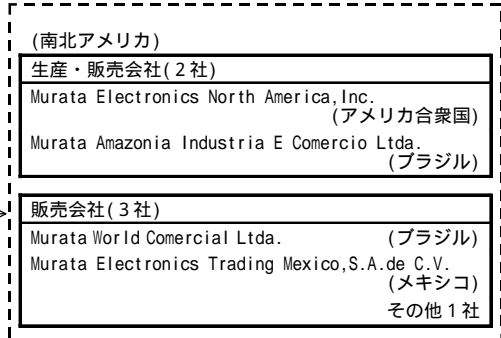 (南北アメリカ)
生産・販売会社(２社)
Murata Electronics North America,Inc.
(アメリカ合衆国)
Murata Amazonia Industria E Comercio Ltda.
(ブラジル)
販売会社(３社)
Murata World Comercial Ltda. (ブラジル)
Murata Electronics Trading Mexico,S.A.de C.V.
(メキシコ)
その他１社